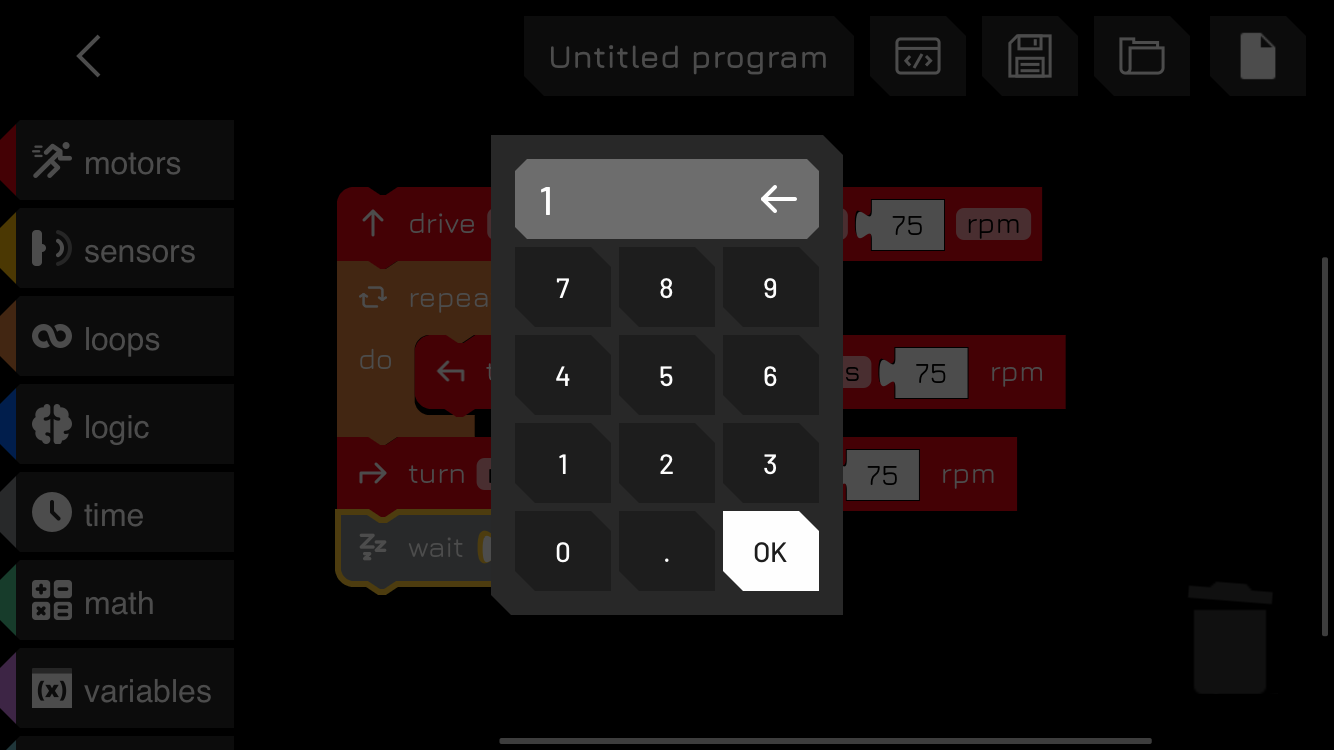 Untitled program
motors
sensors
loops
logic
time
math
variables
drive
75 rpm
repea
do
s 75 rpm
turn
75 rpm
wait
1
7 8 9
4 5 6
1 2 3
0 . OK